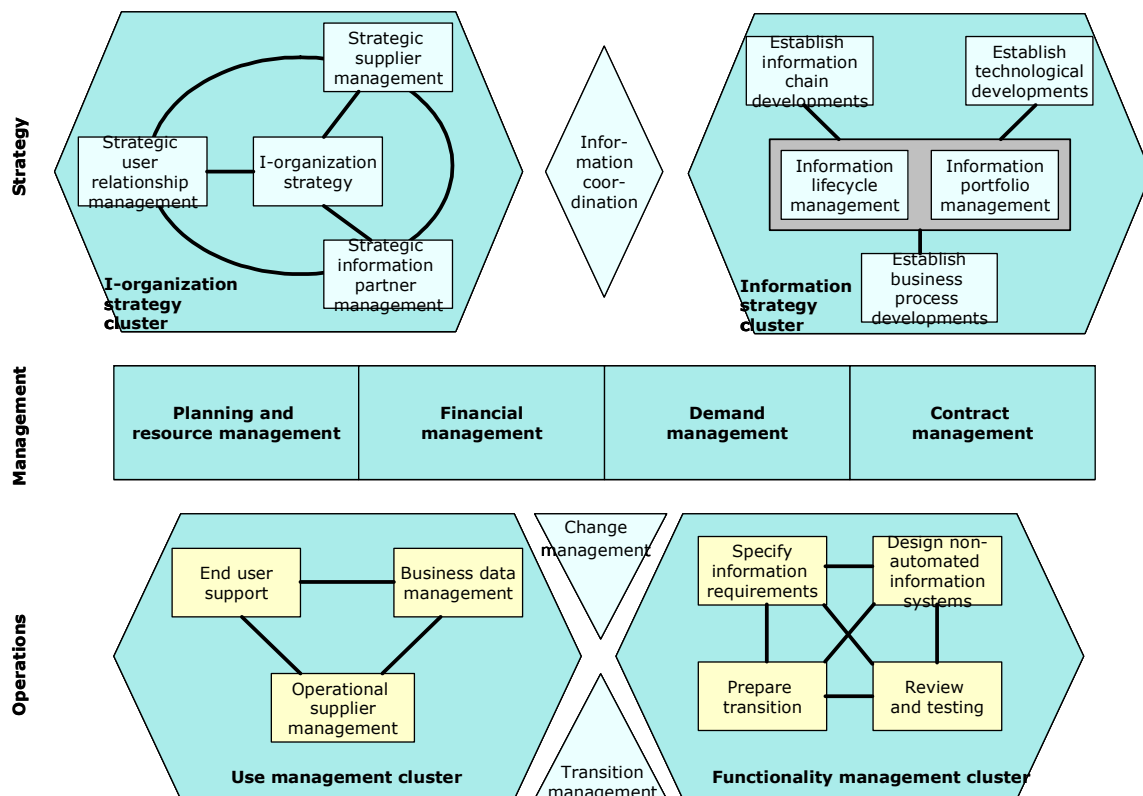 Strategy
Strategic
supplier
management
Strategic
user
relationship
management
I-organization
strategy
Strategic
information
partner
management
I-organization
strategy
cluster
Infor-
mation
coor-
dination
Establish
information
chain
developments
Establish
technological
developments
Information
lifecycle
management
Information
portfolio
management
Establish
business
process
developments
Information
strategy
cluster
Management
Planning and
resource management
Financial
management
Demand
management
Contract
management
Operations
End user
support
Business data
management
Operational
supplier
management
Use management cluster
Change
management
Transition
management
Specify
information
requirements
Design non-
automated
information
systems
Prepare
transition
Review
and testing
Functionality management cluster